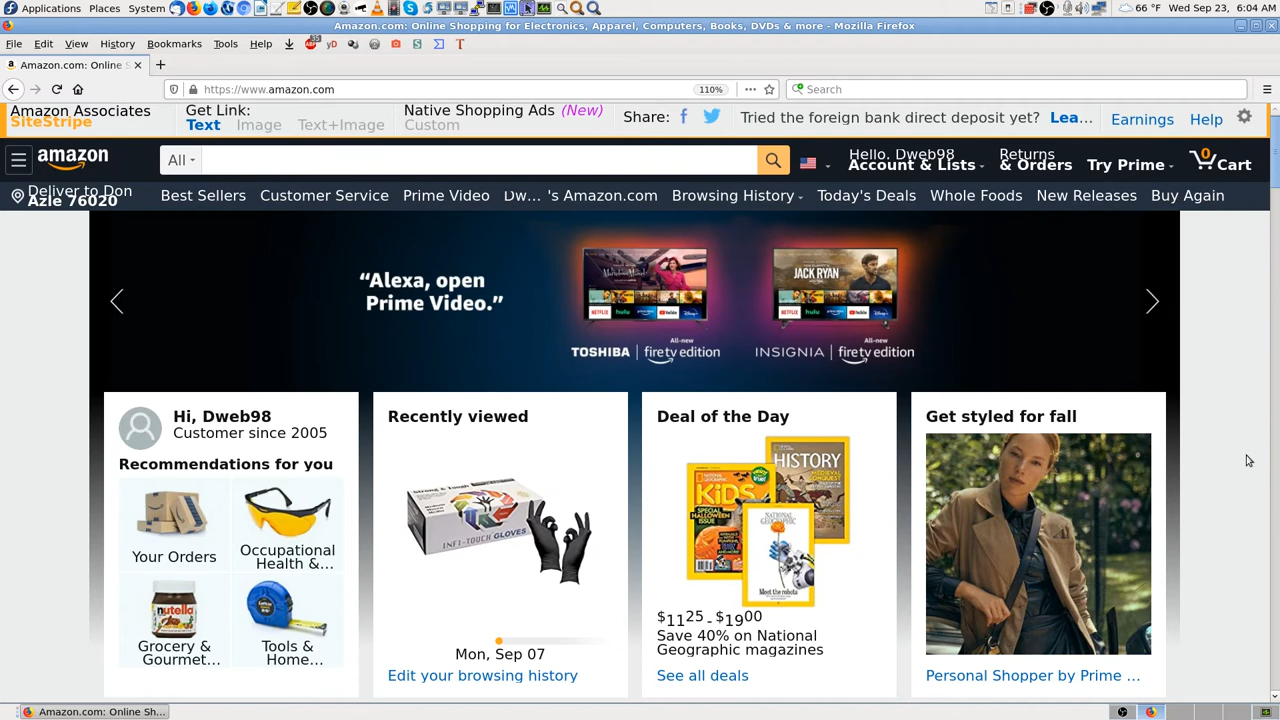 Applications Places System
66 °F Wed Sep 23, 6:04 AM
Amazon.com: Online Shopping for Electronics, Apparel, Computers, Books, DVDs & more - Mozilla Firefox
File Edit View History Bookmarks Tools Help
Amazon.com: Online S
https://www.amazon.com 110% Search
Amazon Associates
SiteStripe
Get Link:
Text Image Text+Image
Native Shopping Ads (New)
Custom
Share:
Tried the foreign bank direct deposit yet? Lea...
Earnings Help
amazon
All
Hello, Dweb98
Account & Lists
Returns
& Orders
Try Prime
0
Cart
Deliver to Don
Azle 76020
Best Sellers Customer Service Prime Video Dw... 's Amazon.com Browsing History Today's Deals Whole Foods New Releases Buy Again
“Alexa, open
Prime Video.”
JACK RYAN
NETFLIX hulu
All-new
TOSHIBA | fire tv edition
All-new
INSIGNIA | fire tv edition
Hi, Dweb98
Customer since 2005
Recommendations for you
Your Orders
Occupational
Health &...
nutella
Grocery &
Gourmet...
Tools &
Home...
Recently viewed
INFI-TOUCH GLOVES
Mon, Sep 07
Edit your browsing history
Deal of the Day
HISTORY
KiDS
SPECIAL
HALLOWEEN
ISSUE
NATIONAL
GEOGRAPHIC
Meet the robots
$11.25 - $19.00
Save 40% on National
Geographic magazines
See all deals
Get styled for fall
Personal Shopper by Prime ...
Amazon.com: Online Sh...